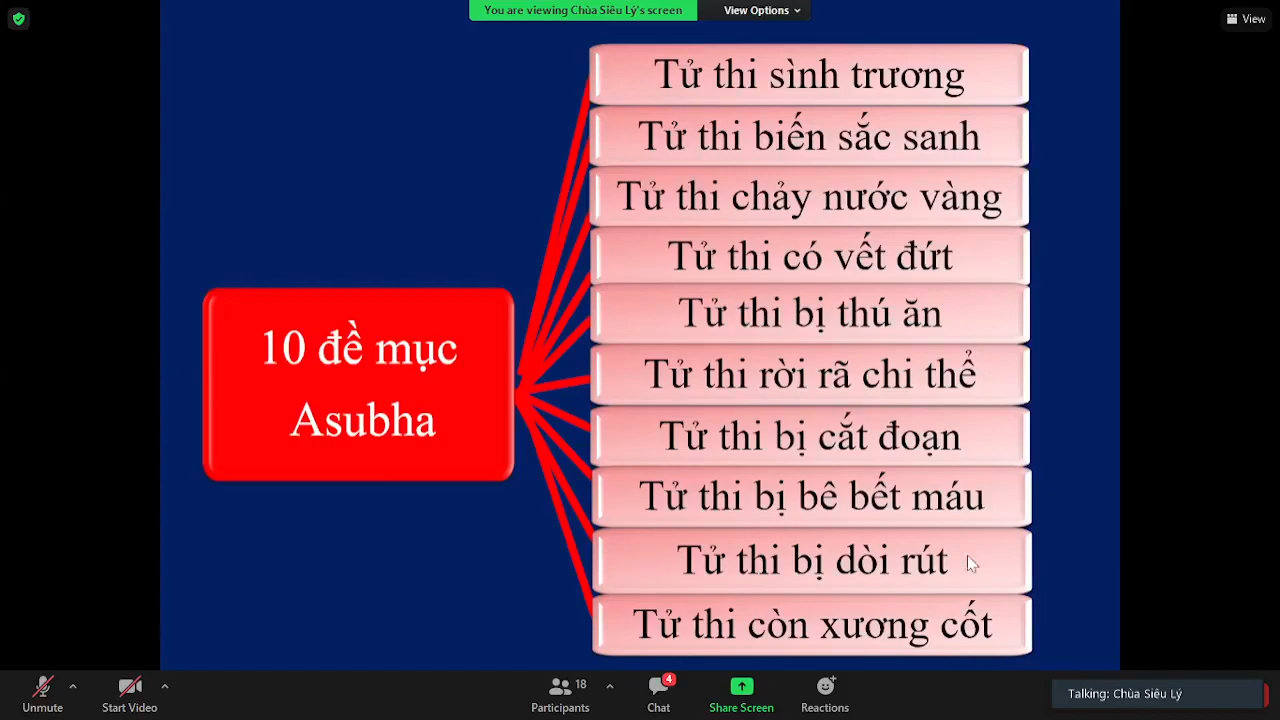 You are viewing Chùa Siêu Lý's screen
View Options
View
Tử thi sình trương
Tử thi biến sắc sanh
Tử thi chảy nước vàng
Tử thi có vết đứt
Tử thi bị thú ăn
Tử thi rời rã chi thể
Tử thi bị cắt đoạn
Tử thi bị bê bết máu
Tử thi bị dòi rút
Tử thi còn xương cốt
10 đề mục
Asubha
Unmute
Start Video
18
Participants
4
Chat
Share Screen
Reactions
Talking: Chùa Siêu Lý